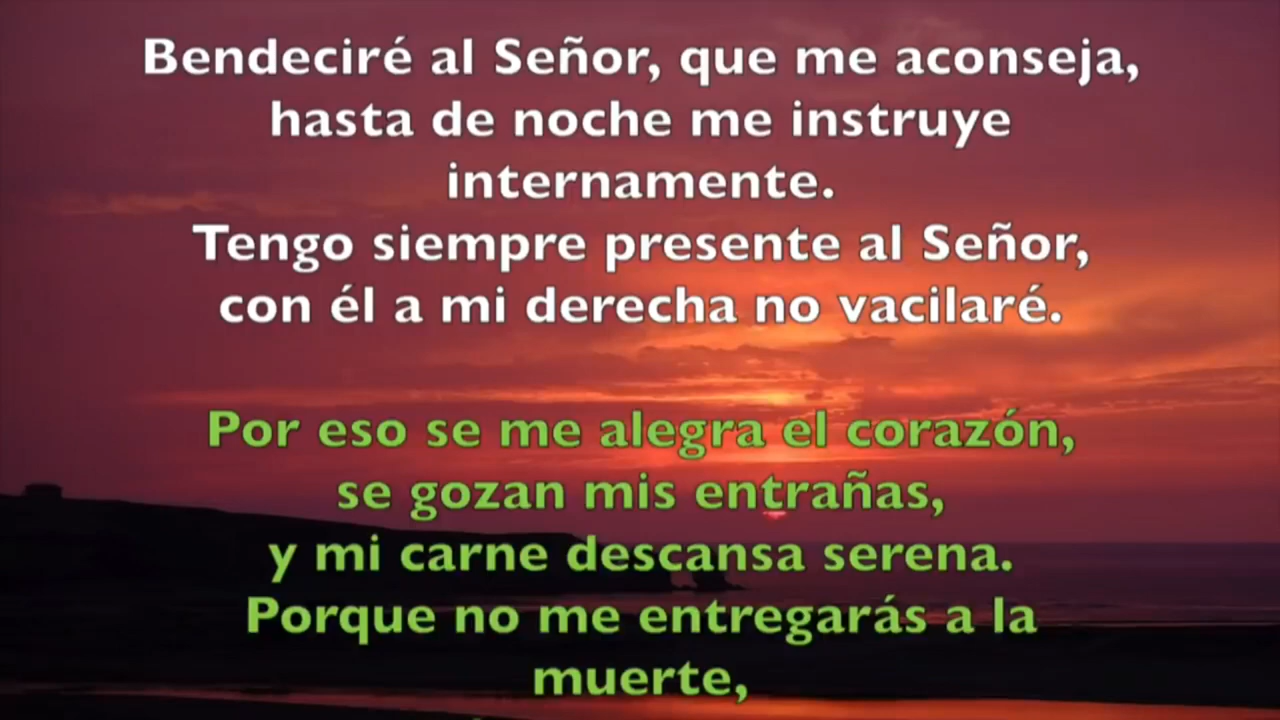 Bendeciré al Señor, que me aconseja,
hasta de noche me instruye
internamente.
Tengo siempre presente al Señor,
con él a mi derecha no vacilaré.
Por eso se me alegra el corazón,
se gozan mis entrañas,
y mi carne descansa serena.
Porque no me entregarás a la
muerte,